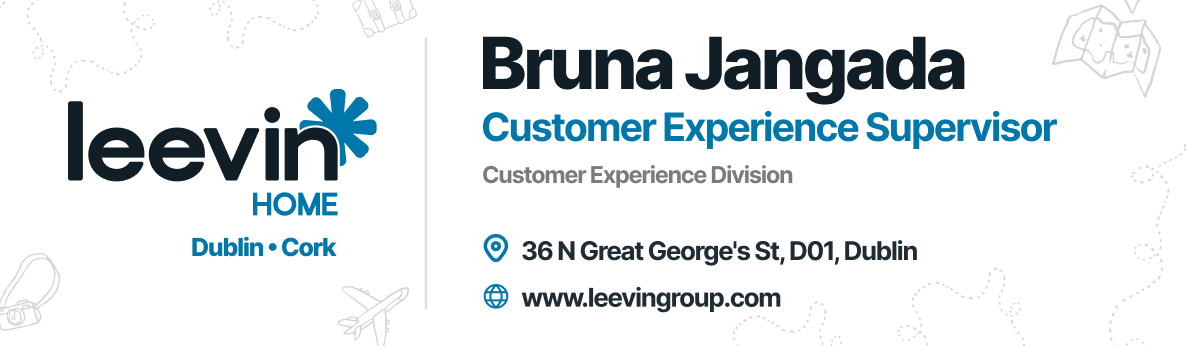 leevin
HOME
Dublin • Cork
Bruna Jangada
Customer Experience Supervisor
Customer Experience Division
36 N Great George's St, D01, Dublin
www.leevingroup.com